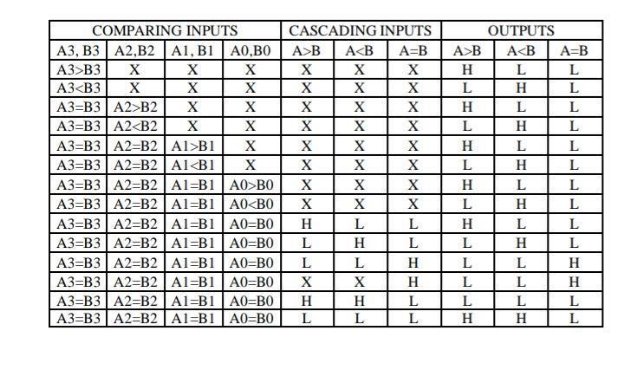 COMPARING INPUTS CASCADING INPUTS OUTPUTS
A3, B3 A2,B2 A1, B1 A0,B0 A>B A<B A=B A>B A<B A=B
A3>B3 X X X X X X H L L
A3<B3 X X X X X X L H L
A3=B3 A2>B2 X X X X X H L L
A3=B3 A2<B2 X X X X X L H L
A3=B3 A2=B2 A1>B1 X X X X H L L
A3=B3 A2=B2 A1<B1 X X X X L H L
A3=B3 A2=B2 A1=B1 A0>B0 X X X H L L
A3=B3 A2=B2 A1=B1 A0<B0 X X X L H L
A3=B3 A2=B2 A1=B1 A0=B0 H L L H L L
A3=B3 A2=B2 A1=B1 A0=B0 L H L L H L
A3=B3 A2=B2 A1=B1 A0=B0 L L H L L H
A3=B3 A2=B2 A1=B1 A0=B0 X X H L L H
A3=B3 A2=B2 A1=B1 A0=B0 H H L L L L
A3=B3 A2=B2 A1=B1 A0=B0 L L L H H L